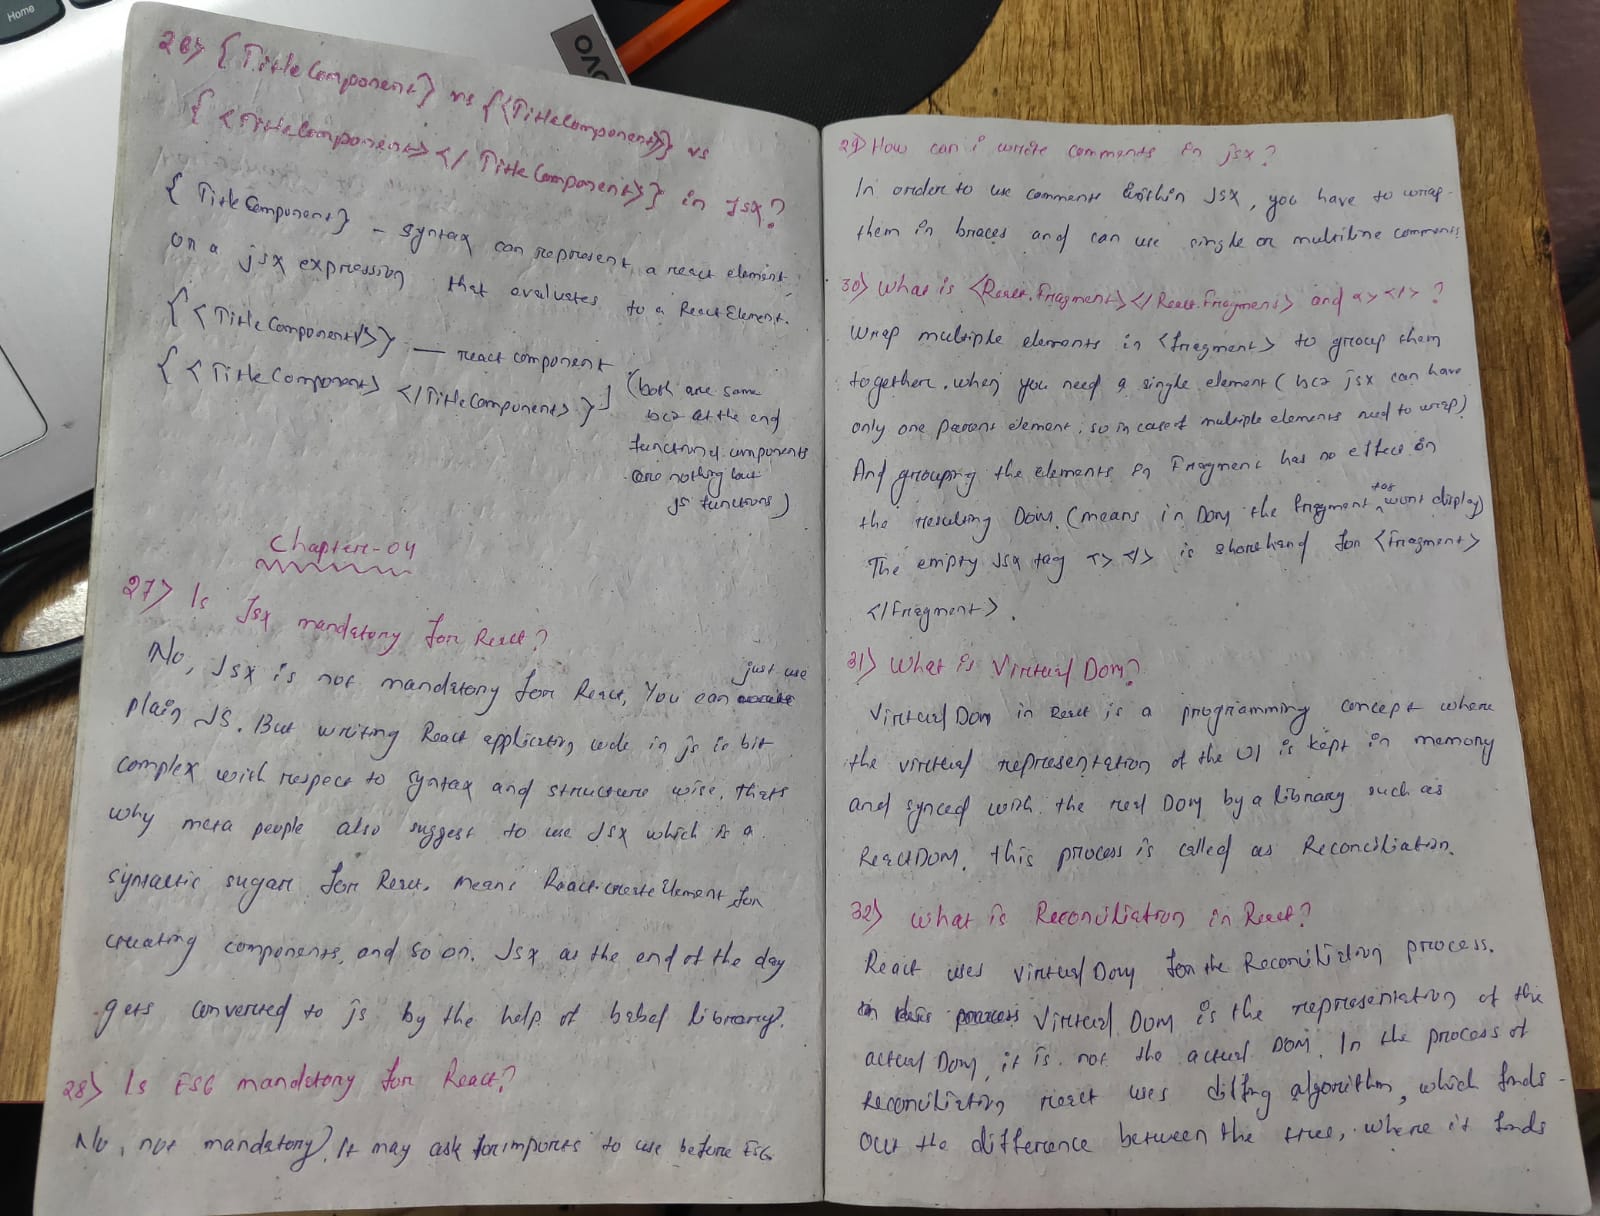 Home
OVO
26) {TitleComponent} vs {<TitleComponent/>} vs
{<TitleComponent></TitleComponent>} in Jsx?
{TitleComponent} - syntax can represent a react element,
or a jsx expression that evaluates to a ReactElement.
{<TitleComponent/>} — react component
{<TitleComponent> </TitleComponent>}
(both are same
bcz at the end
functional components
are nothing but
js functions)
Chapter-04
27) Is Jsx mandatory for React?
No, Jsx is not mandatory for React, You can just use
plain JS. But writing React application code in js is bit
complex with respect to syntax and structure wise, thats
why meta people also suggest to use Jsx which is a
syntactic sugar for React. means React.createElement for
creating components, and so on. Jsx at the end of the day
gets converted to js by the help of babel library.
28) Is ES6 mandatory for React?
No, not mandatory. It may ask for imports to use before ES6
29) How can i write comments in jsx?
In order to use comments within Jsx, you have to wrap
them in braces and can use single or multiline comments
30) What is <React.Fragment></React.Fragment> and <> </> ?
Wrap multiple elements in <fragment> to group them
together. when you need a single element (bcz jsx can have
only one parent element, so in case of multiple elements need to wrap)
And grouping the elements in Fragment has no effect on
the resulting Dom. (means in Dom the fragment tag wont display)
The empty Jsx tag <> </> is shorthand for <fragment>
</fragment>.
31) What is Virtual Dom?
Virtual Dom in React is a programming concept where
the virtual representation of the UI is kept in memory
and synced with the real Dom by a library such as
ReactDOM. this process is called as Reconciliation.
32) What is Reconciliation in React?
React uses virtual Dom for the Reconciliation process.
Virtual Dom is the representation of the
actual Dom, it is not the actual DOM. In the process of
reconciliation react uses diffing algorithm, which finds
out the difference between the trees, where it finds